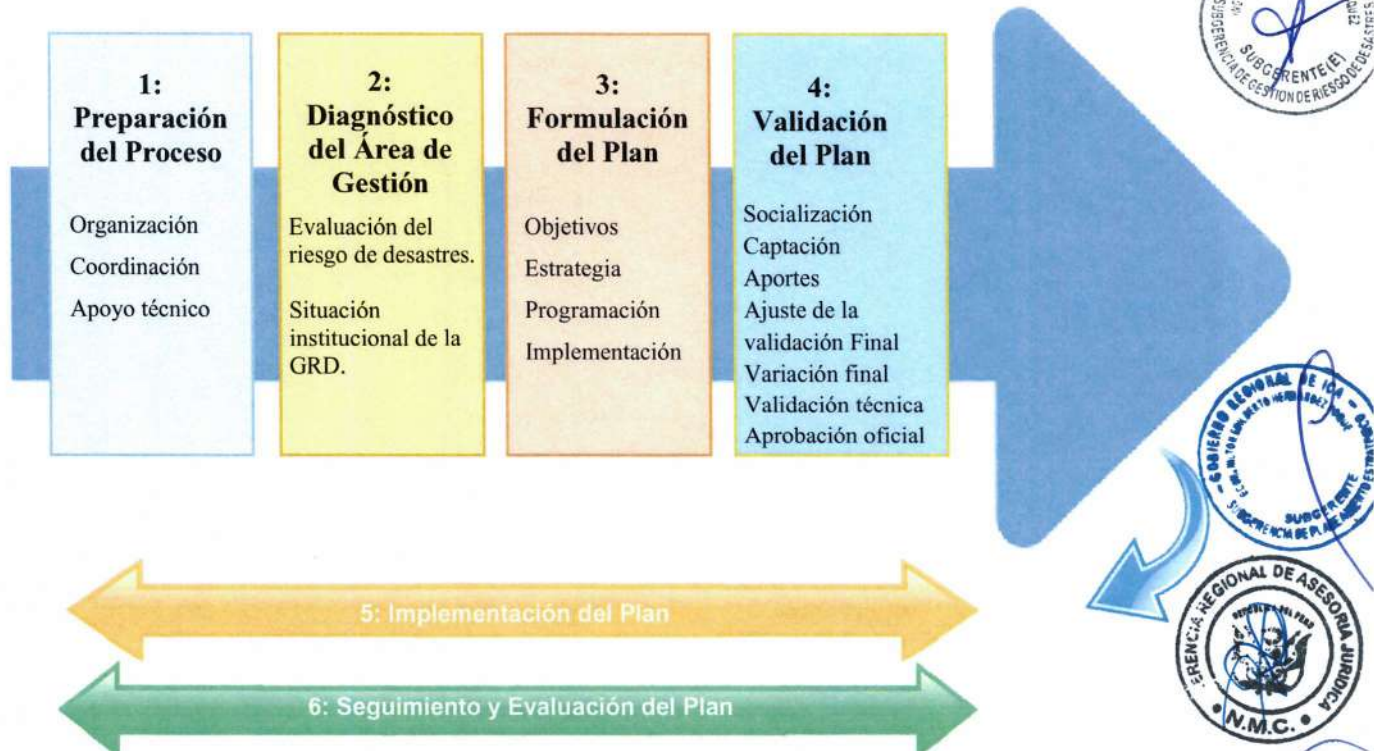 1:
Preparación
del Proceso
Organización
Coordinación
Apoyo técnico
2:
Diagnóstico
del Área de
Gestión
Evaluación del
riesgo de desastres.
Situación
institucional de la
GRD.
3:
Formulación
del Plan
Objetivos
Estrategia
Programación
Implementación
4:
Validación
del Plan
Socialización
Captación
Aportes
Ajuste de la
validación Final
Variación final
Validación técnica
Aprobación oficial
5: Implementación del Plan
6: Seguimiento y Evaluación del Plan
SUBGERENTE (E)
GESTION DE RIESGO DE DESASTRES
GOBIERNO REGIONAL DE ICA
SUBGERENTE
REGIONAL DE ASESORIA JURIDICA
N.M.C.